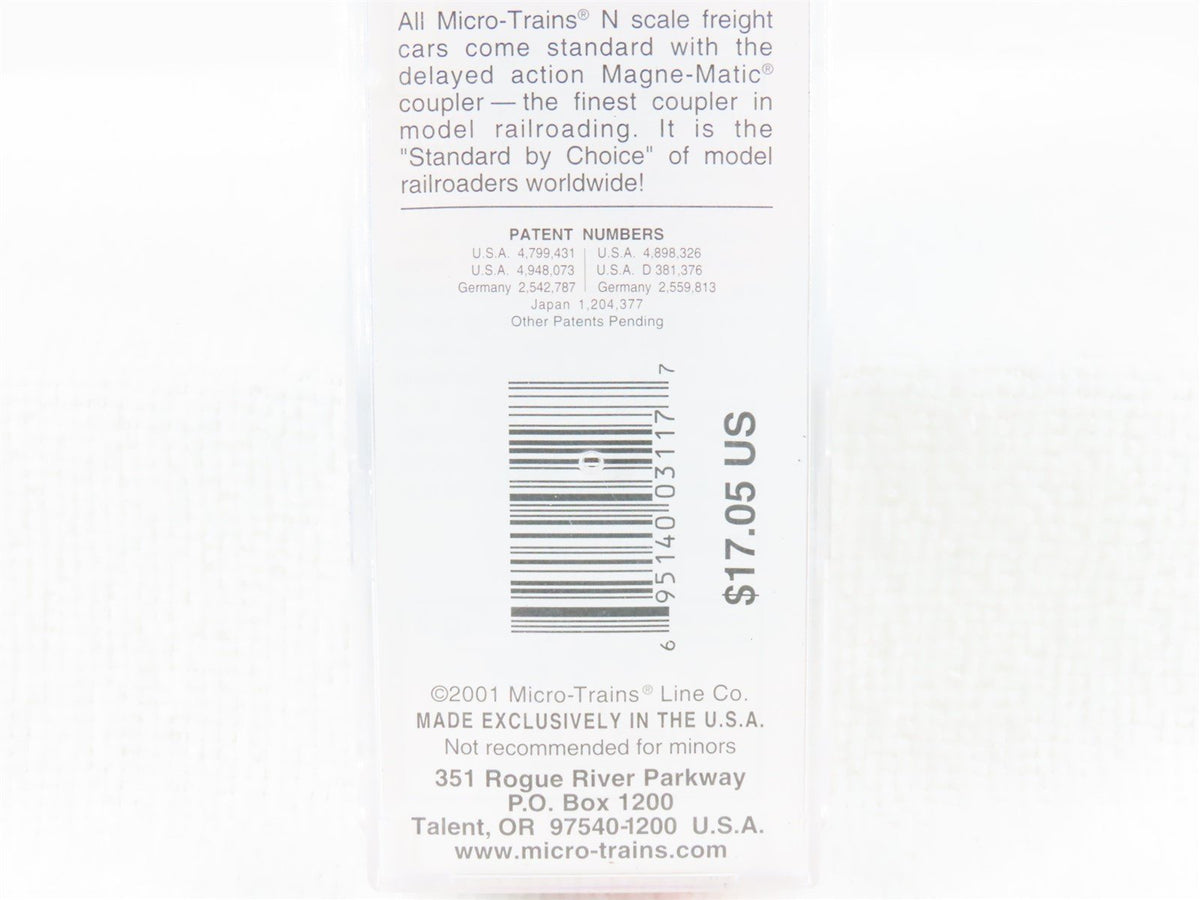 All Micro-Trains® N scale freight
cars come standard with the
delayed action Magne-Matic®
coupler — the finest coupler in
model railroading. It is the
"Standard by Choice" of model
railroaders worldwide!
PATENT NUMBERS
U.S.A. 4,799,431 | U.S.A. 4,898,326
U.S.A. 4,948,073 | U.S.A. D 381,376
Germany 2,542,787 | Germany 2,559,813
Japan 1,204,377
Other Patents Pending
6 95140 03117 7
$17.05 US
©2001 Micro-Trains® Line Co.
MADE EXCLUSIVELY IN THE U.S.A.
Not recommended for minors
351 Rogue River Parkway
P.O. Box 1200
Talent, OR 97540-1200 U.S.A.
www.micro-trains.com